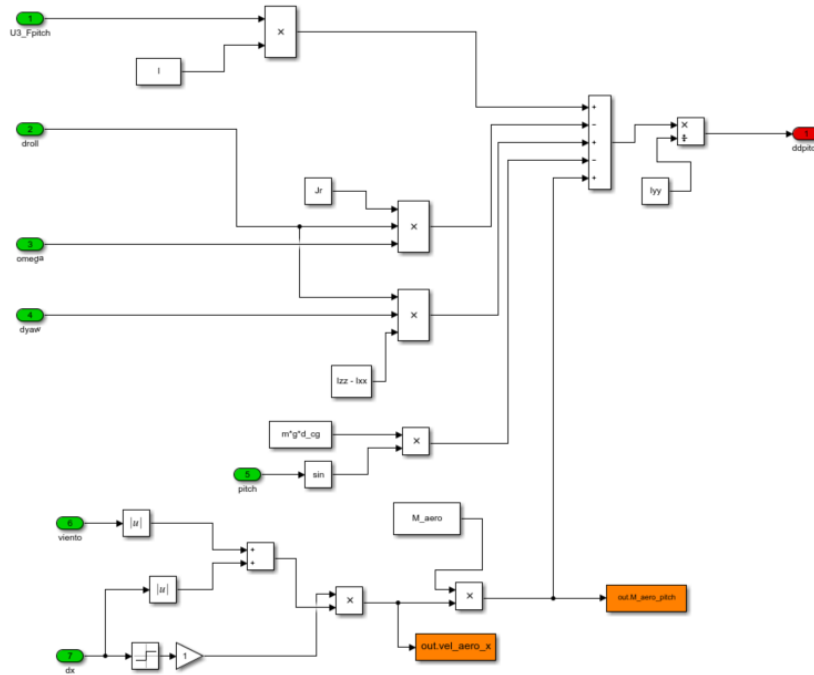 1
U3_Fpitch
×
l
+
−
+
−
+
×
÷
1
ddpitc
2
droll
Jr
Iyy
×
3
omega
×
4
dyaw
Izz - Ixx
m*g*d_cg
×
5
sin
pitch
M_aero
6
|u|
viento
+
+
|u|
×
×
out.M_aero_pitch
out.vel_aero_x
7
1
dx